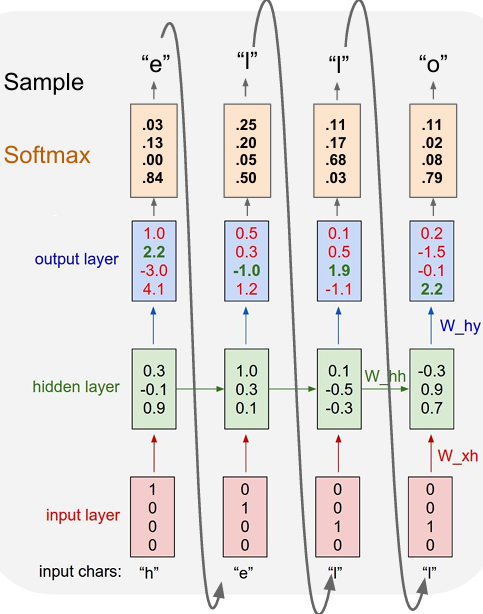 "e" "l" "l" "o"
Sample
.03 .25 .11 .11
.13 .20 .17 .02
Softmax
.00 .05 .68 .08
.84 .50 .03 .79
1.0 0.5 0.1 0.2
2.2 0.3 0.5 -1.5
output layer
-3.0 -1.0 1.9 -0.1
4.1 1.2 -1.1 2.2
W_hy
0.3 1.0 0.1 W_hh -0.3
hidden layer -0.1 0.3 -0.5 0.9
0.9 0.1 -0.3 0.7
W_xh
1 0 0 0
0 1 0 0
input layer
0 0 1 1
0 0 0 0
input chars: "h" "e" "l" "l"